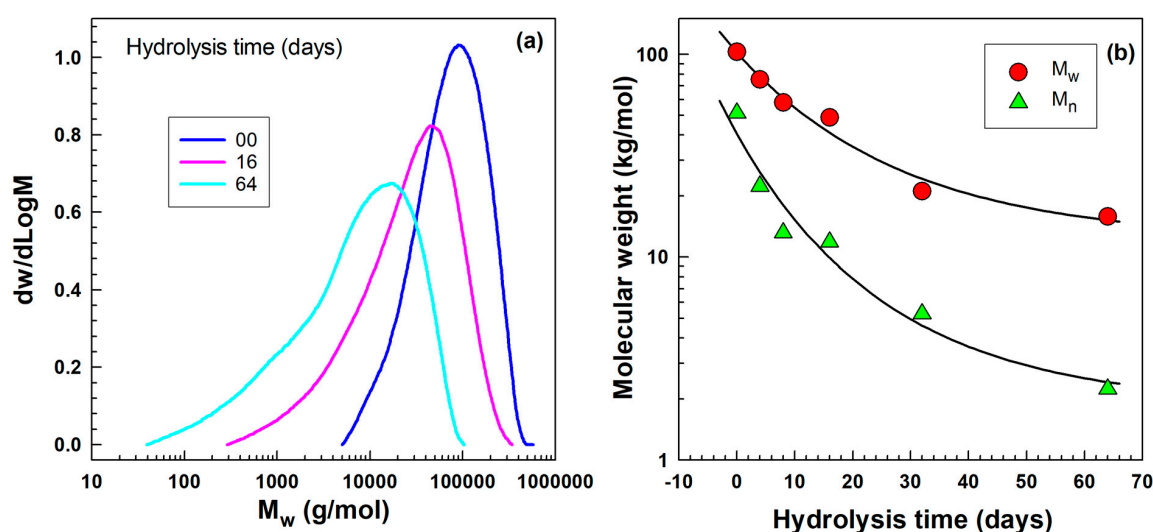 (a)
Hydrolysis time (days)
00
16
64
dw/dLogM
1.0
0.8
0.6
0.4
0.2
0.0
10 100 1000 10000 100000 1000000
M_w (g/mol)
(b)
M_w
M_n
Molecular weight (kg/mol)
100
10
1
-10 0 10 20 30 40 50 60 70
Hydrolysis time (days)